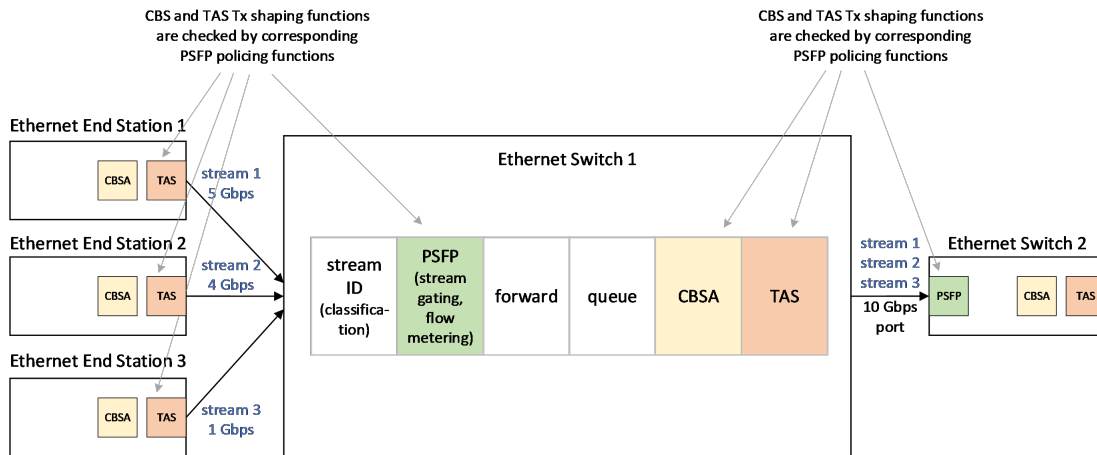 CBS and TAS Tx shaping functions
are checked by corresponding
PSFP policing functions
CBS and TAS Tx shaping functions
are checked by corresponding
PSFP policing functions
Ethernet End Station 1
CBSA
TAS
stream 1
5 Gbps
Ethernet End Station 2
CBSA
TAS
stream 2
4 Gbps
Ethernet End Station 3
CBSA
TAS
stream 3
1 Gbps
Ethernet Switch 1
stream
ID
(classifica-
tion)
PSFP
(stream
gating,
flow
metering)
forward
queue
CBSA
TAS
stream 1
stream 2
stream 3
10 Gbps
port
Ethernet Switch 2
PSFP
CBSA
TAS